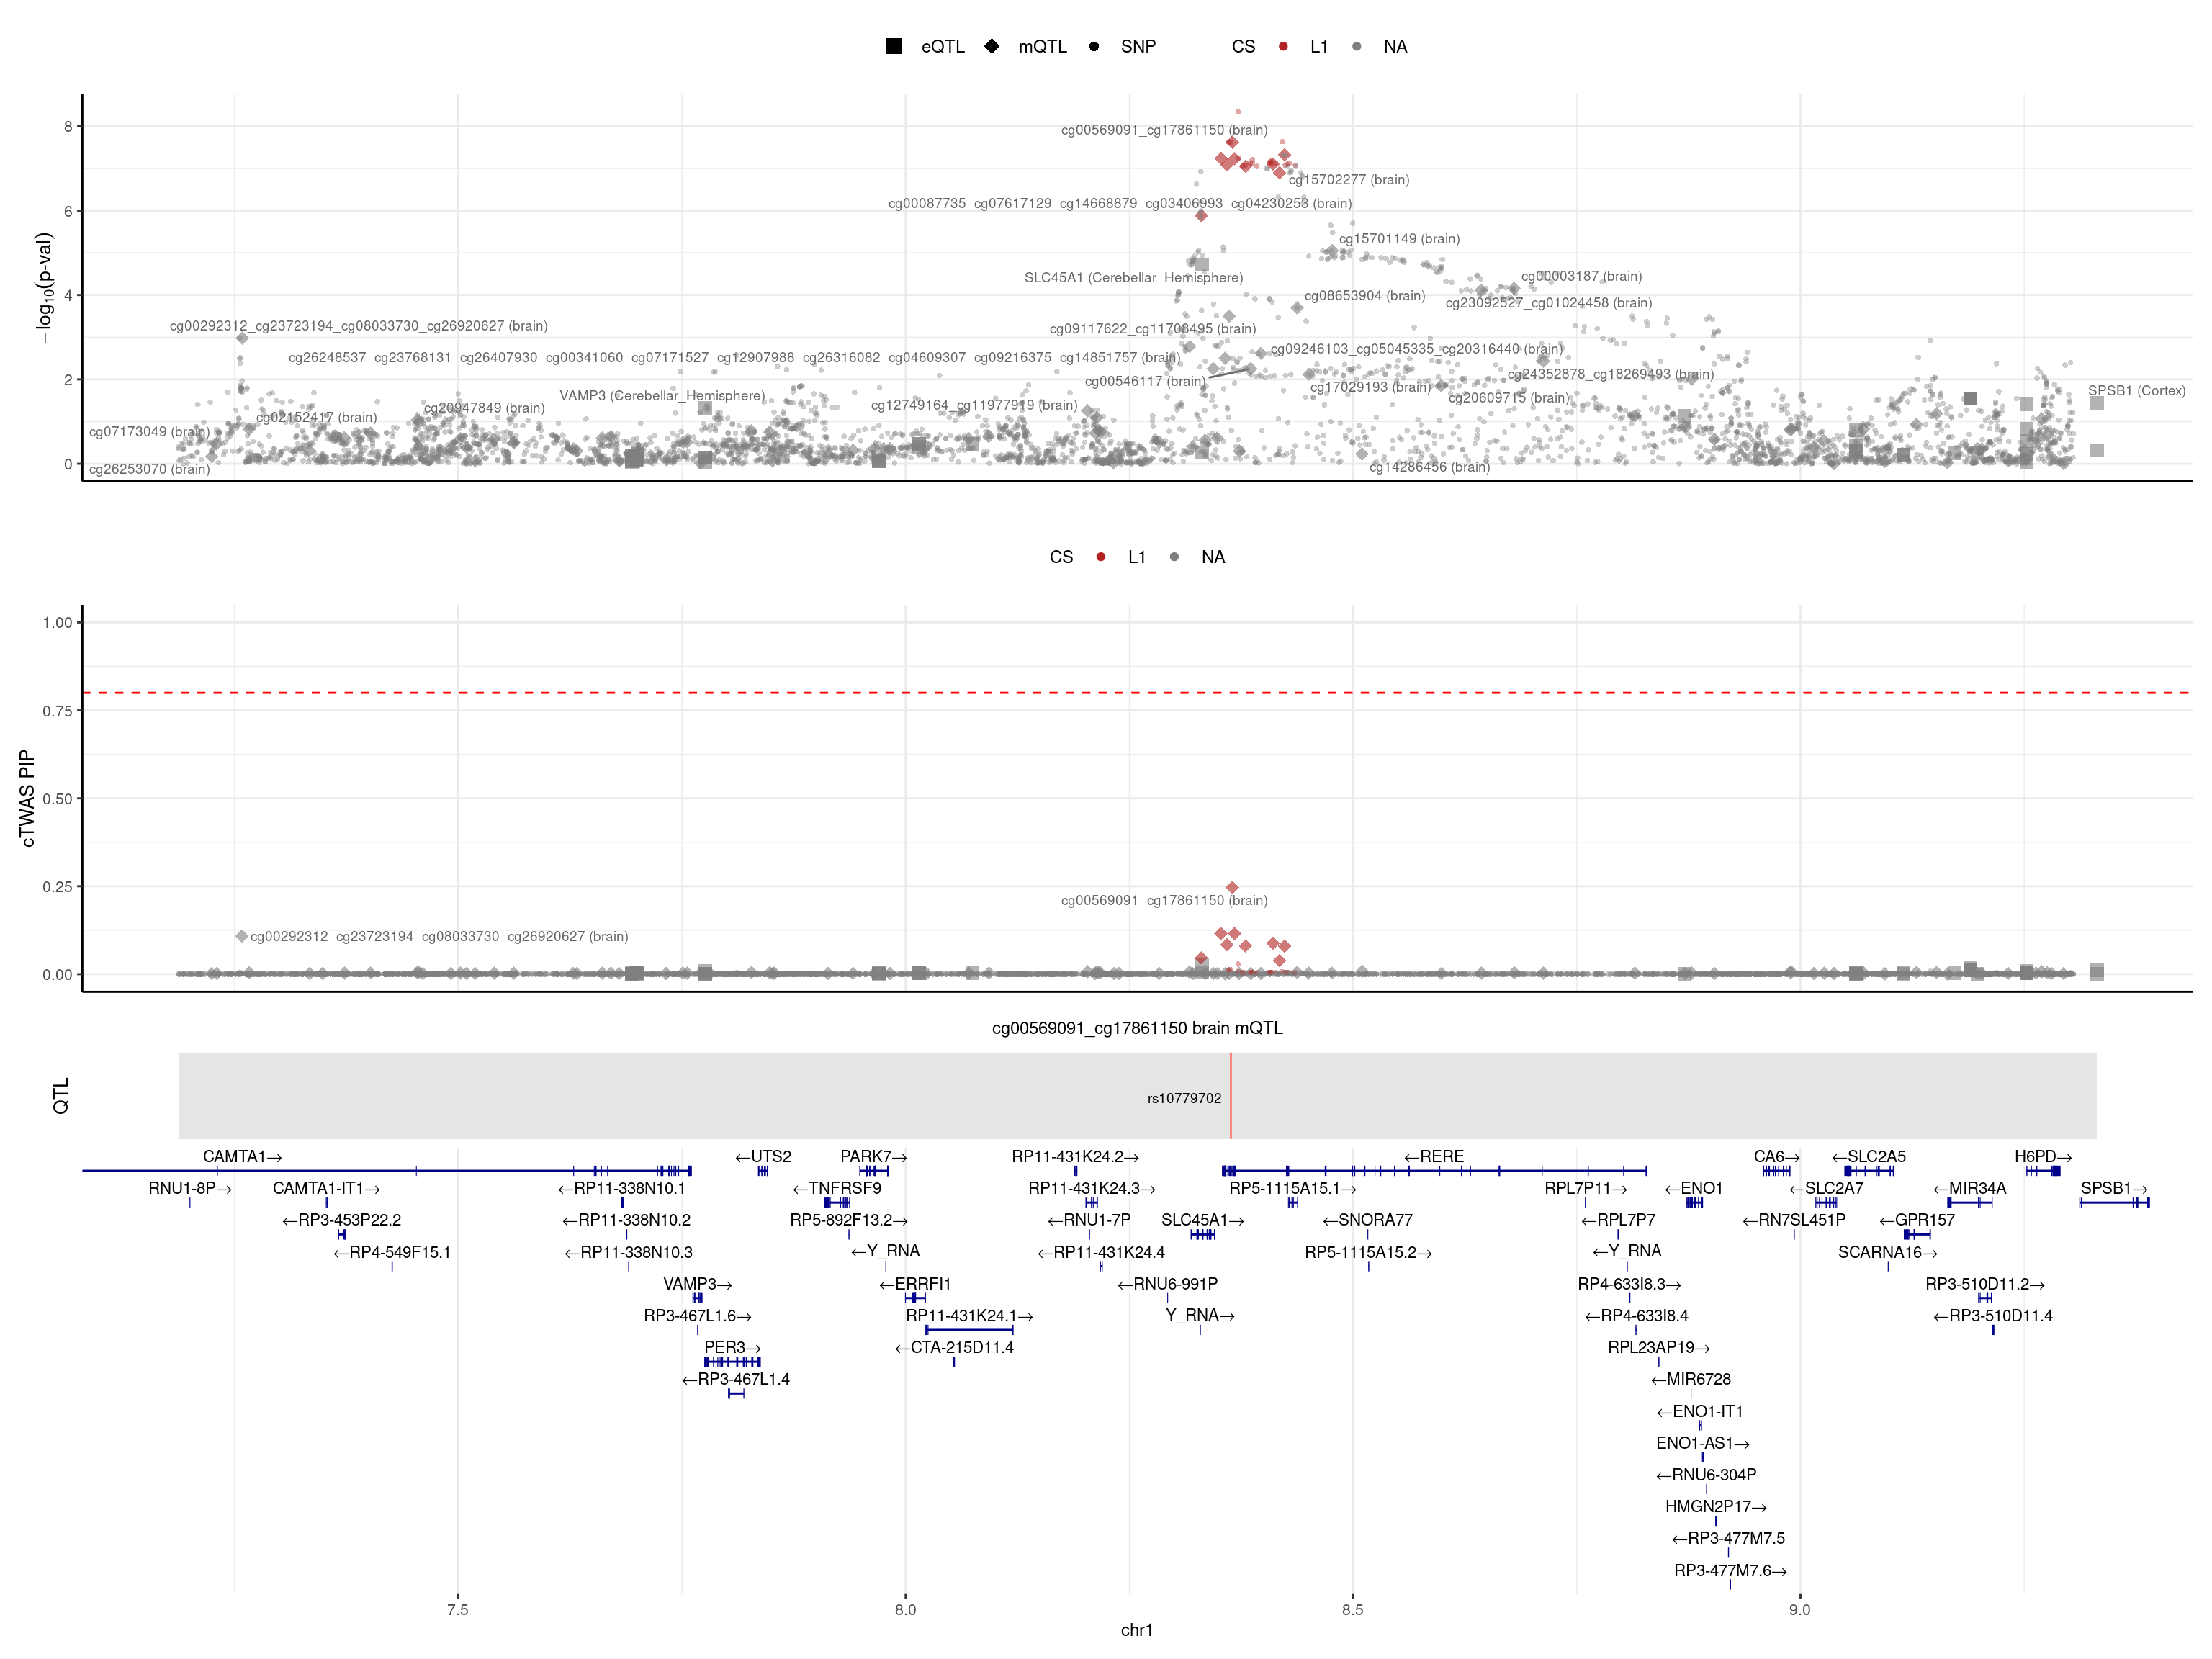 eQTL mQTL SNP CS L1 NA
8
6
4
2
0
−log10(p-val)
cg00569091_cg17861150 (brain)
cg15702277 (brain)
cg00087735_cg07617129_cg14668879_cg03406993_cg04230253 (brain)
cg15701149 (brain)
SLC45A1 (Cerebellar_Hemisphere)
cg00003187 (brain)
cg08653904 (brain)
cg23092527_cg01024458 (brain)
cg00292312_cg23723194_cg08033730_cg26920627 (brain)
cg09117622_cg11708495 (brain)
cg09246103_cg05045335_cg20316440 (brain)
cg26248537_cg23768131_cg26407930_cg00341060_cg07171527_cg12907988_cg26316082_cg04609307_cg09216375_cg14851757 (brain)
cg24352878_cg18269493 (brain)
cg00546117 (brain)
cg17029193 (brain)
SPSB1 (Cortex)
VAMP3 (Cerebellar_Hemisphere)
cg20609715 (brain)
cg20947849 (brain)
cg12749164_cg11977919 (brain)
cg02152417 (brain)
cg07173049 (brain)
cg26253070 (brain)
cg14286456 (brain)
CS L1 NA
1.00
0.75
0.50
0.25
0.00
cTWAS PIP
cg00569091_cg17861150 (brain)
cg00292312_cg23723194_cg08033730_cg26920627 (brain)
cg00569091_cg17861150 brain mQTL
QTL
rs10779702
CAMTA1→ ←UTS2 PARK7→ RP11-431K24.2→ ←RERE CA6→ ←SLC2A5 H6PD→
RNU1-8P→ CAMTA1-IT1→ ←RP11-338N10.1 ←TNFRSF9 RP11-431K24.3→ RP5-1115A15.1→ RPL7P11→ ←ENO1 ←SLC2A7 ←MIR34A SPSB1→
←RP3-453P22.2 ←RP11-338N10.2 RP5-892F13.2→ ←RNU1-7P SLC45A1→ ←SNORA77 ←RPL7P7 ←RN7SL451P ←GPR157
←RP4-549F15.1 ←RP11-338N10.3 ←Y_RNA ←RP11-431K24.4 RP5-1115A15.2→ ←Y_RNA SCARNA16→
VAMP3→ ←ERRFI1 ←RNU6-991P RP4-633I8.3→ RP3-510D11.2→
RP3-467L1.6→ RP11-431K24.1→ Y_RNA→ ←RP4-633I8.4 ←RP3-510D11.4
PER3→ ←CTA-215D11.4 RPL23AP19→
←RP3-467L1.4 ←MIR6728
←ENO1-IT1
ENO1-AS1→
←RNU6-304P
HMGN2P17→
←RP3-477M7.5
RP3-477M7.6→
7.5 8.0 8.5 9.0
chr1